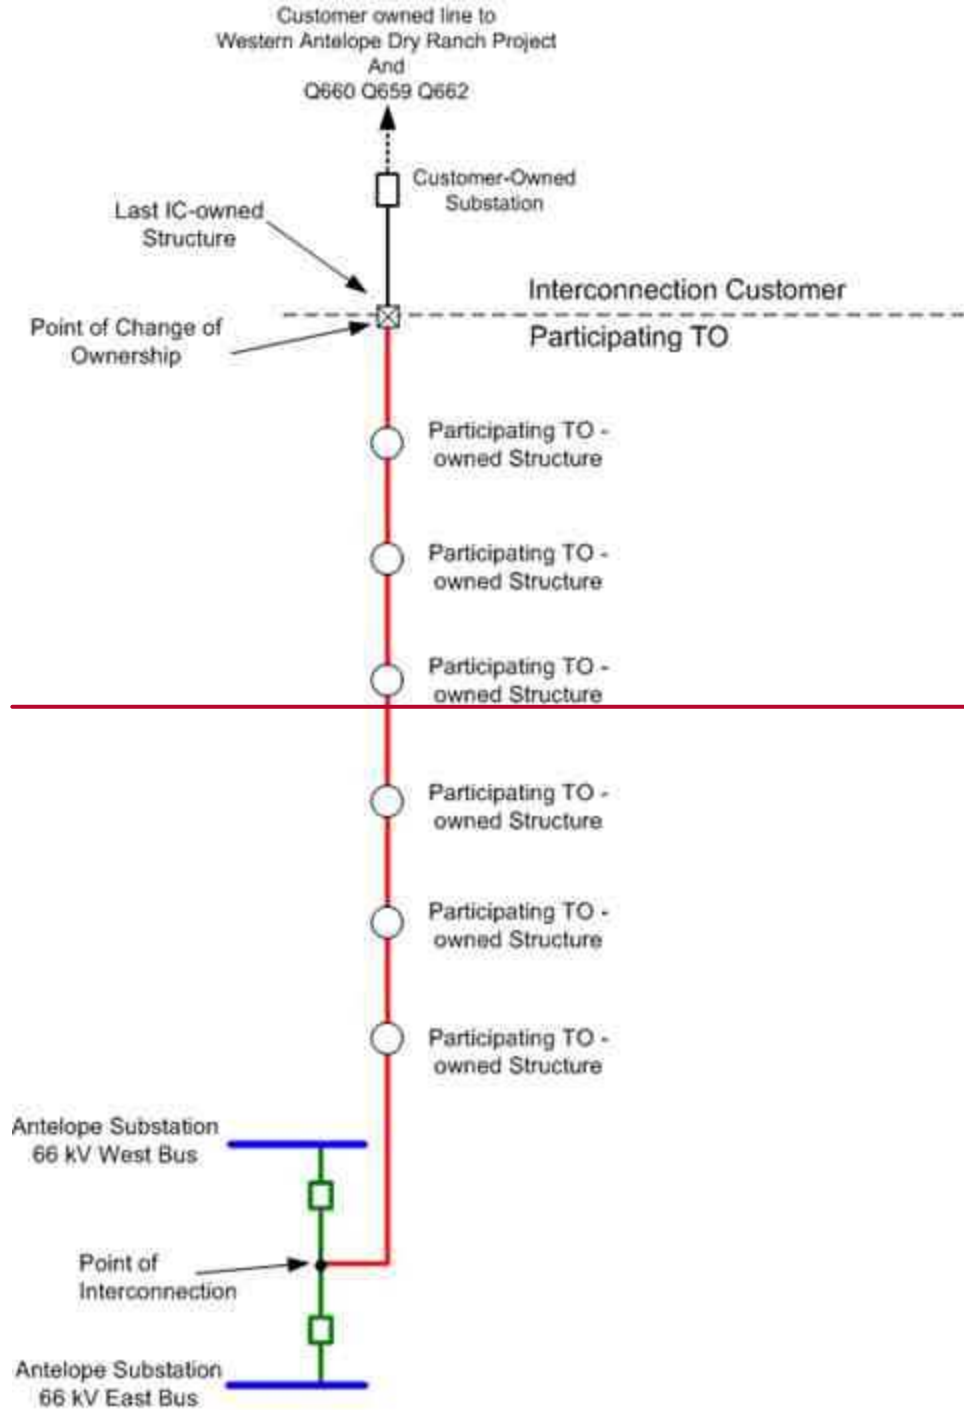 Customer owned line to
Western Antelope Dry Ranch Project
And
Q660 Q659 Q662
Customer-Owned
Substation
Last IC-owned
Structure
Interconnection Customer
Point of Change of
Ownership
Participating TO
Participating TO -
owned Structure
Participating TO -
owned Structure
Participating TO -
owned Structure
Participating TO -
owned Structure
Participating TO -
owned Structure
Participating TO -
owned Structure
Antelope Substation
66 kV West Bus
Point of
Interconnection
Antelope Substation
66 kV East Bus